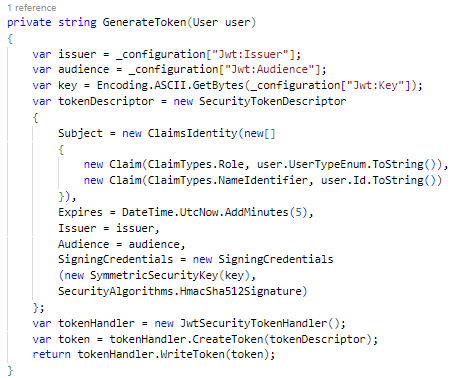 1 reference
private string GenerateToken(User user)
{
    var issuer = _configuration["Jwt:Issuer"];
    var audience = _configuration["Jwt:Audience"];
    var key = Encoding.ASCII.GetBytes(_configuration["Jwt:Key"]);
    var tokenDescriptor = new SecurityTokenDescriptor
    {
        Subject = new ClaimsIdentity(new[]
        {
            new Claim(ClaimTypes.Role, user.UserTypeEnum.ToString()),
            new Claim(ClaimTypes.NameIdentifier, user.Id.ToString())
        }),
        Expires = DateTime.UtcNow.AddMinutes(5),
        Issuer = issuer,
        Audience = audience,
        SigningCredentials = new SigningCredentials
        (new SymmetricSecurityKey(key),
        SecurityAlgorithms.HmacSha512Signature)
    };
    var tokenHandler = new JwtSecurityTokenHandler();
    var token = tokenHandler.CreateToken(tokenDescriptor);
    return tokenHandler.WriteToken(token);
}